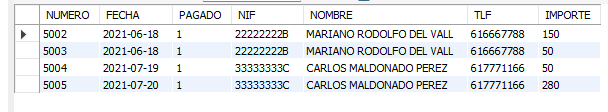 NUMERO FECHA PAGADO NIF NOMBRE TLF IMPORTE
5002 2021-06-18 1 22222222B MARIANO RODOLFO DEL VALL 616667788 150
5003 2021-06-18 1 22222222B MARIANO RODOLFO DEL VALL 616667788 50
5004 2021-07-19 1 33333333C CARLOS MALDONADO PEREZ 617771166 50
5005 2021-07-20 1 33333333C CARLOS MALDONADO PEREZ 617771166 280